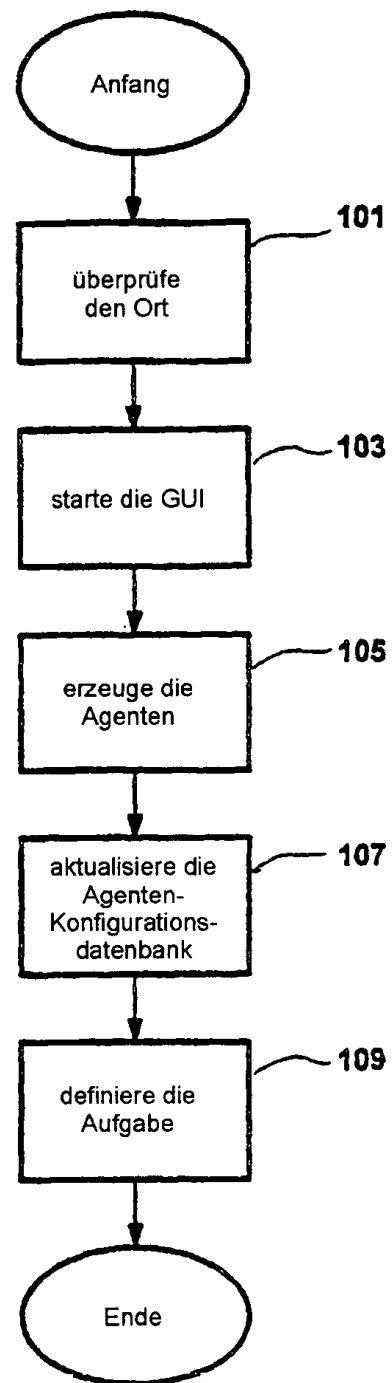 Anfang
101
überprüfe
den Ort
103
starte die GUI
105
erzeuge die
Agenten
107
aktualisiere die
Agenten-
Konfigurations-
datenbank
109
definiere die
Aufgabe
Ende